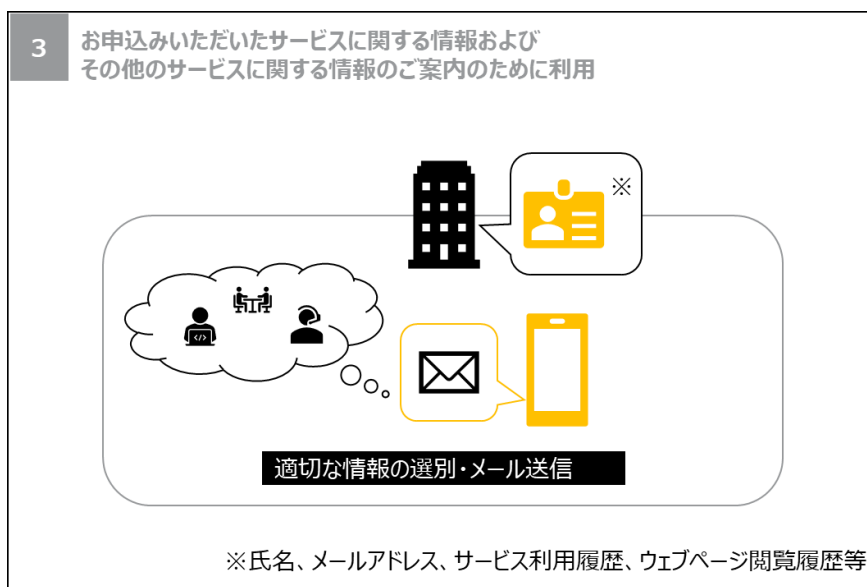 3
お申込みいただいたサービスに関する情報および
その他のサービスに関する情報のご案内のために利用
※
</>
適切な情報の選別・メール送信
※氏名、メールアドレス、サービス利用履歴、ウェブページ閲覧履歴等